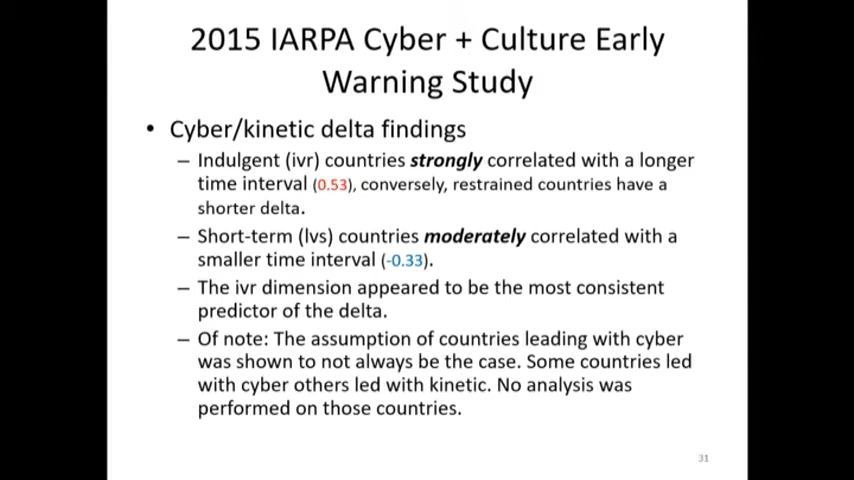 2015 IARPA Cyber + Culture Early
Warning Study
• Cyber/kinetic delta findings
– Indulgent (ivr) countries strongly correlated with a longer
time interval (0.53), conversely, restrained countries have a
shorter delta.
– Short-term (lvs) countries moderately correlated with a
smaller time interval (-0.33).
– The ivr dimension appeared to be the most consistent
predictor of the delta.
– Of note: The assumption of countries leading with cyber
was shown to not always be the case. Some countries led
with cyber others led with kinetic. No analysis was
performed on those countries.
31